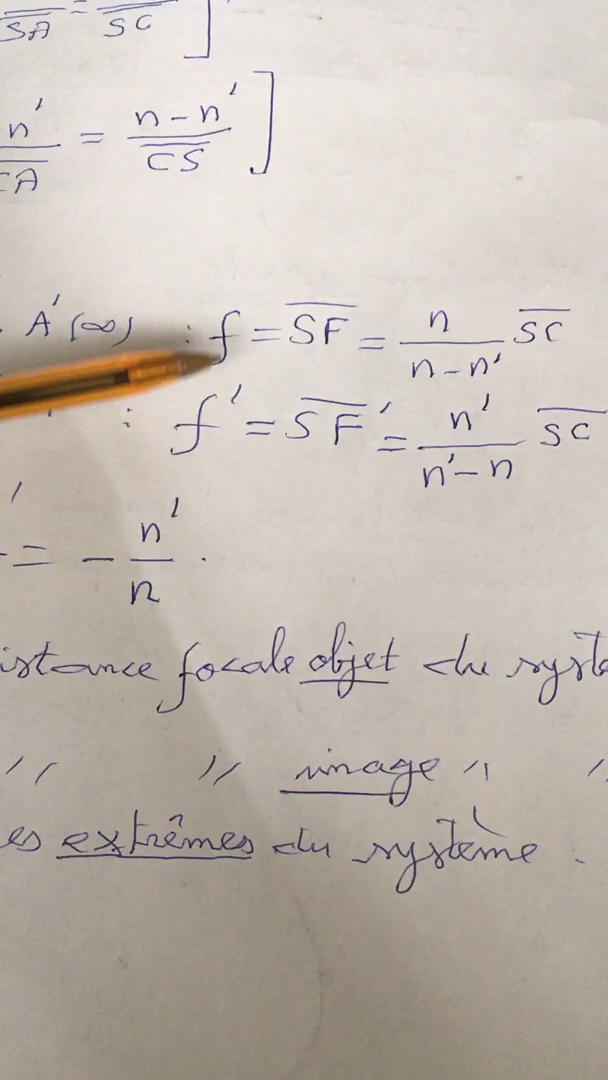 SA = SC ]
n'/CA = (n - n')/CS ]
A'(∞) : f = SF = n/(n - n') SC
: f' = SF' = n'/(n' - n) SC
' = - n'/n .
istance focale objet du systè
" " image " "
es extrêmes du système .